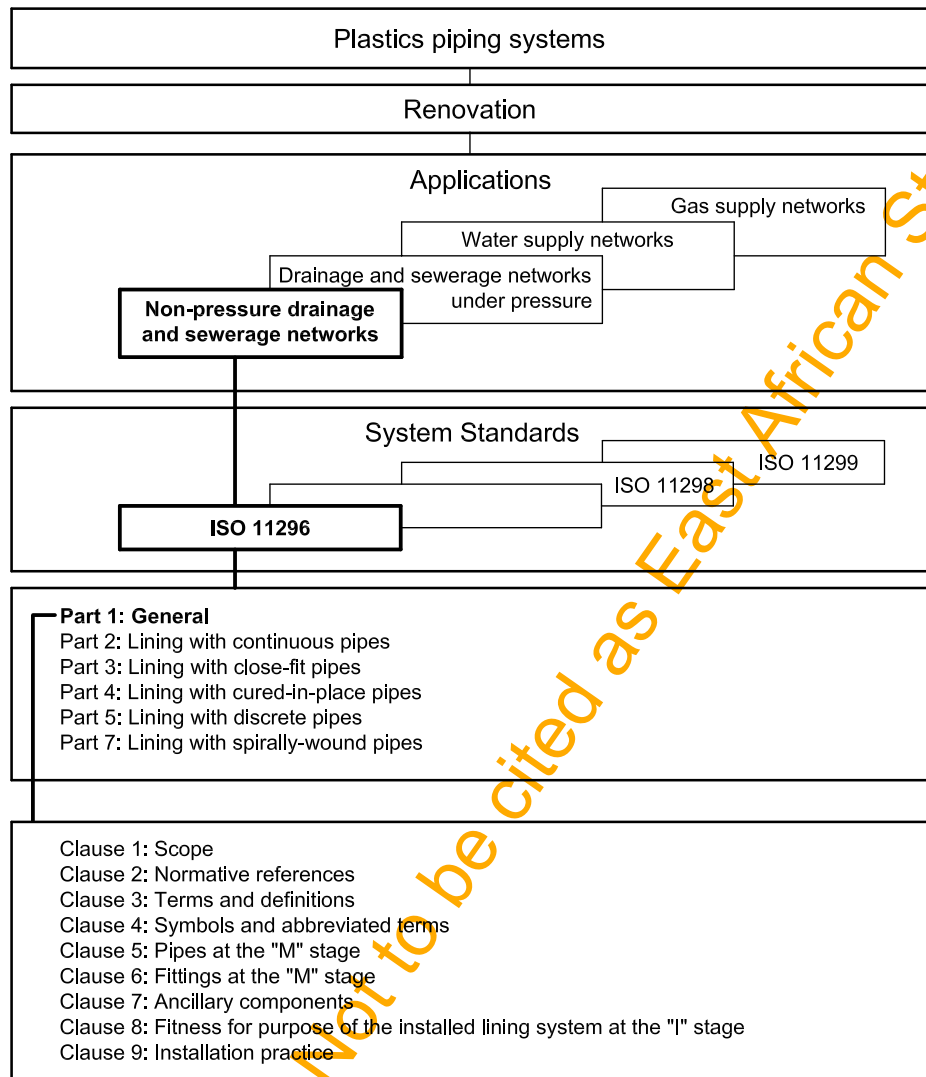 Plastics piping systems
Renovation
Applications
Gas supply networks
Water supply networks
Drainage and sewerage networks
under pressure
Non-pressure drainage
and sewerage networks
System Standards
ISO 11299
ISO 11298
ISO 11296
Part 1: General
Part 2: Lining with continuous pipes
Part 3: Lining with close-fit pipes
Part 4: Lining with cured-in-place pipes
Part 5: Lining with discrete pipes
Part 7: Lining with spirally-wound pipes
Clause 1: Scope
Clause 2: Normative references
Clause 3: Terms and definitions
Clause 4: Symbols and abbreviated terms
Clause 5: Pipes at the "M" stage
Clause 6: Fittings at the "M" stage
Clause 7: Ancillary components
Clause 8: Fitness for purpose of the installed lining system at the "I" stage
Clause 9: Installation practice
Not to be cited as East African St